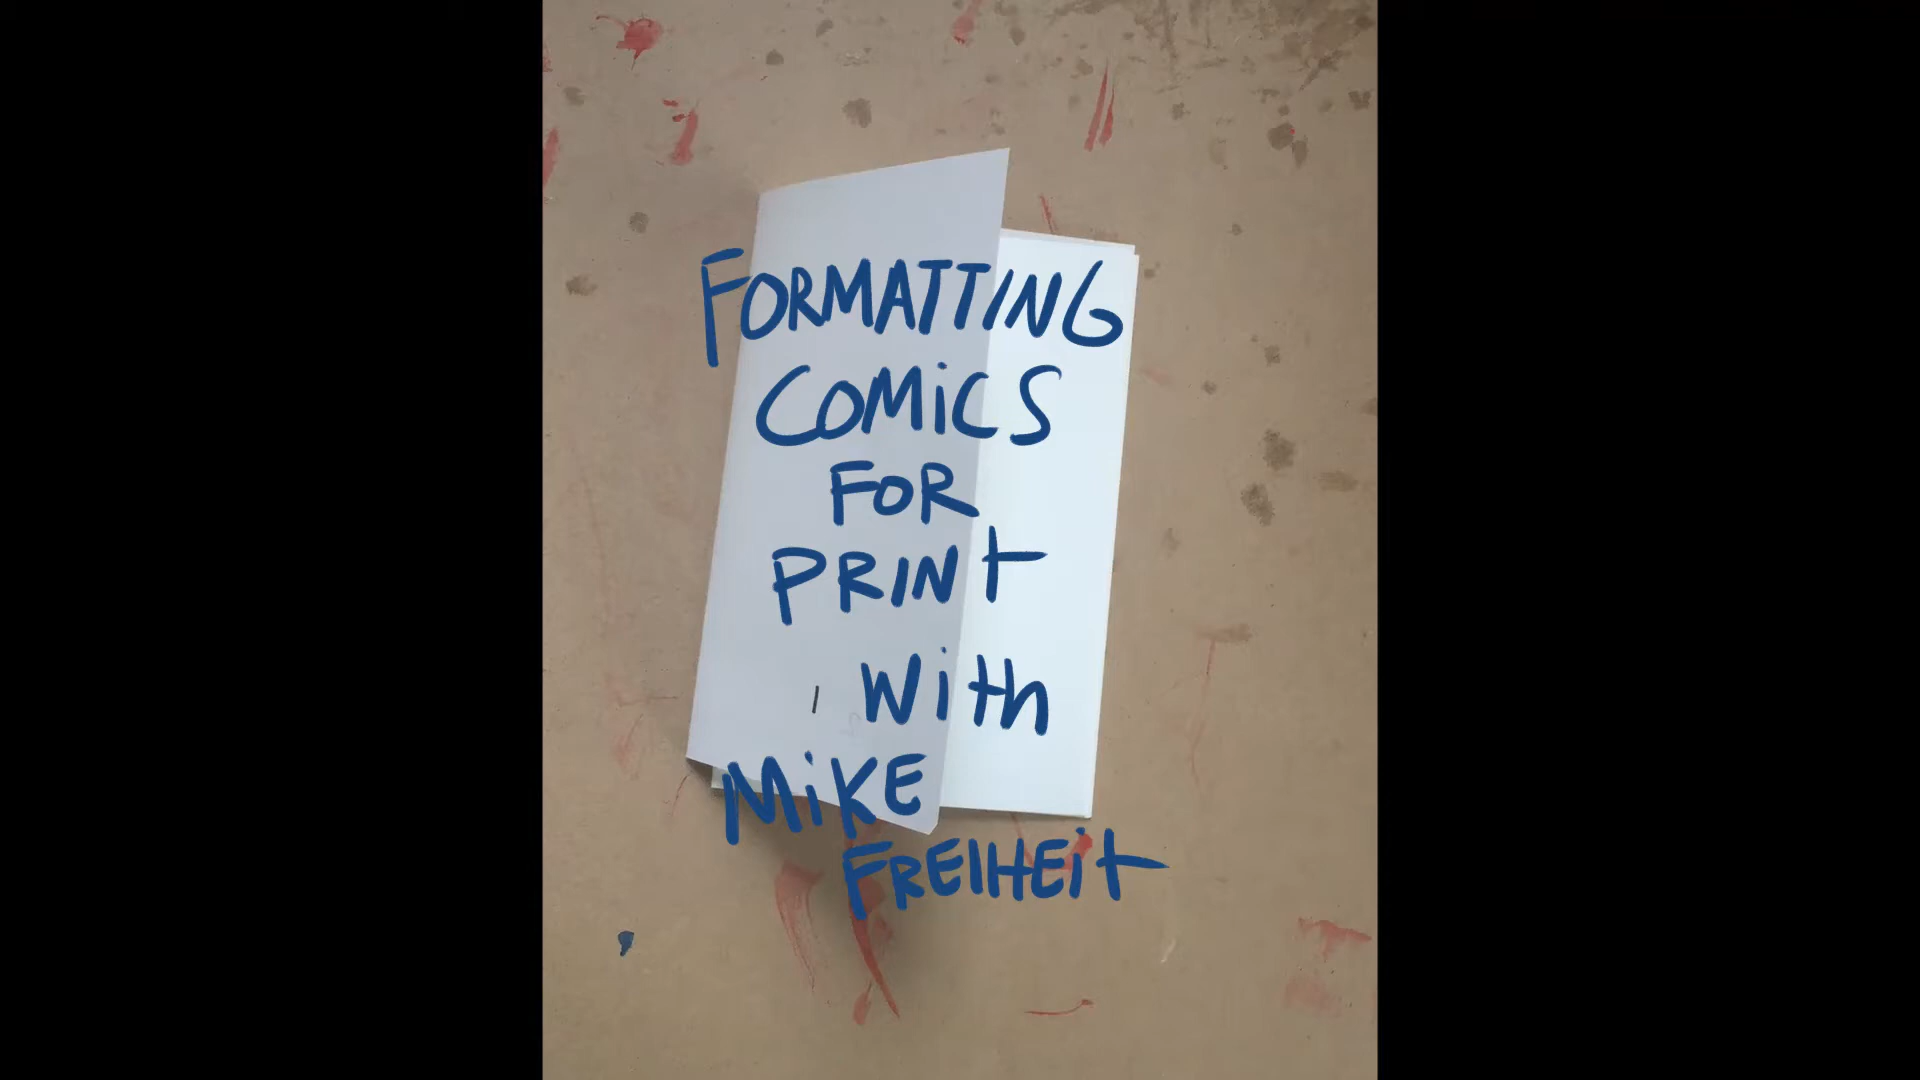 FORMATTING
COMiCS
FOR
PRINT
With
MiKE
FREIHEiT